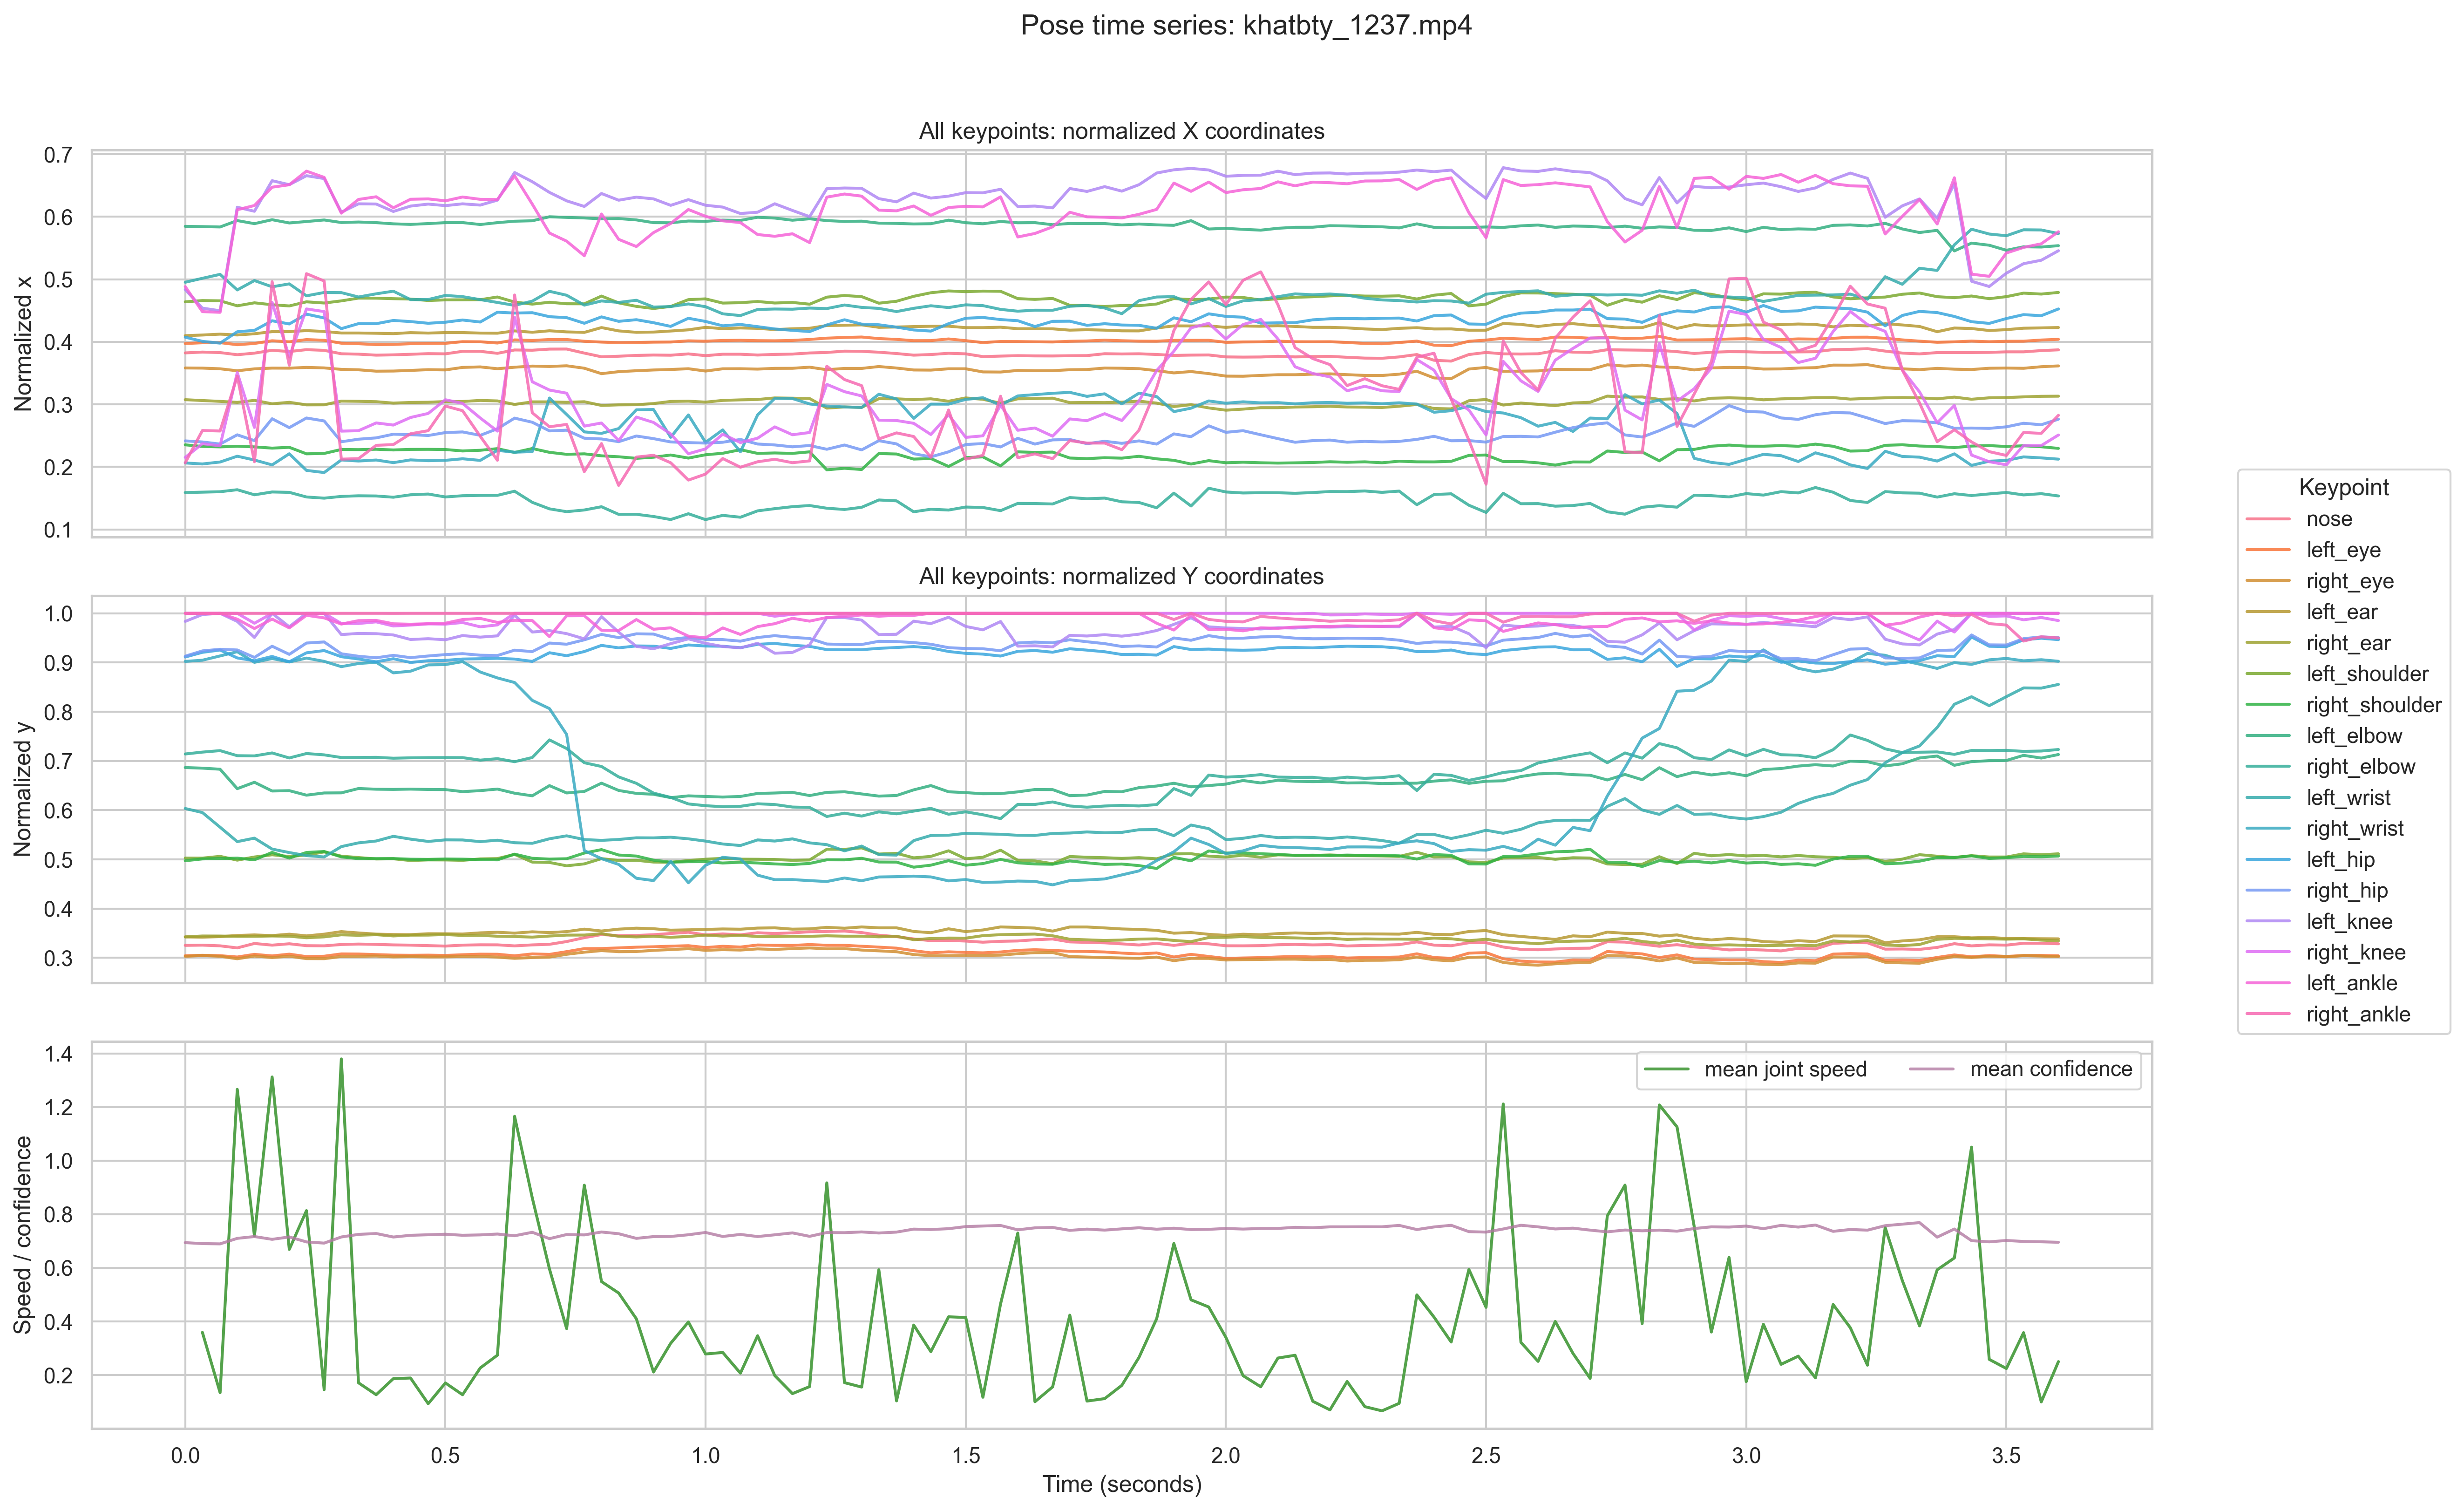 Pose time series: khatbty_1237.mp4
All keypoints: normalized X coordinates
Normalized x
0.7
0.6
0.5
0.4
0.3
0.2
0.1
All keypoints: normalized Y coordinates
Normalized y
1.0
0.9
0.8
0.7
0.6
0.5
0.4
0.3
Keypoint
nose
left_eye
right_eye
left_ear
right_ear
left_shoulder
right_shoulder
left_elbow
right_elbow
left_wrist
right_wrist
left_hip
right_hip
left_knee
right_knee
left_ankle
right_ankle
Speed / confidence
1.4
1.2
1.0
0.8
0.6
0.4
0.2
mean joint speed mean confidence
0.0 0.5 1.0 1.5 2.0 2.5 3.0 3.5
Time (seconds)